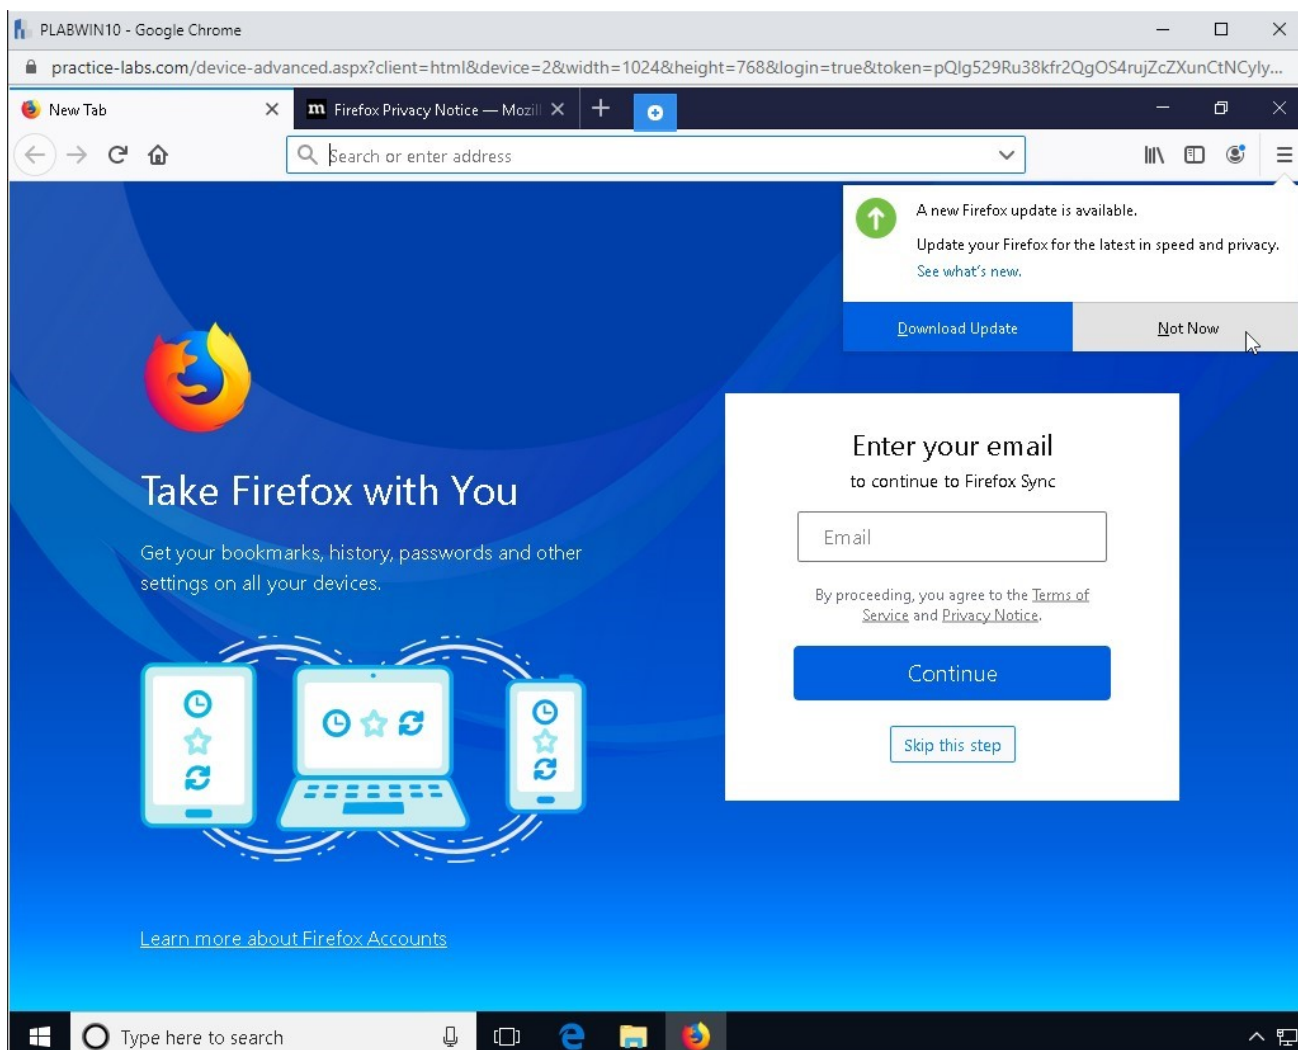 PLABWIN10 - Google Chrome
practice-labs.com/device-advanced.aspx?client=html&device=2&width=1024&height=768&login=true&token=pQlg529Ru38kfr2QgOS4rujZcZXunCtNCyly...
New Tab
m Firefox Privacy Notice — Mozill
Search or enter address
A new Firefox update is available.
Update your Firefox for the latest in speed and privacy.
See what's new.
Download Update
Not Now
Take Firefox with You
Get your bookmarks, history, passwords and other
settings on all your devices.
Learn more about Firefox Accounts
Enter your email
to continue to Firefox Sync
Email
By proceeding, you agree to the Terms of
Service and Privacy Notice.
Continue
Skip this step
Type here to search